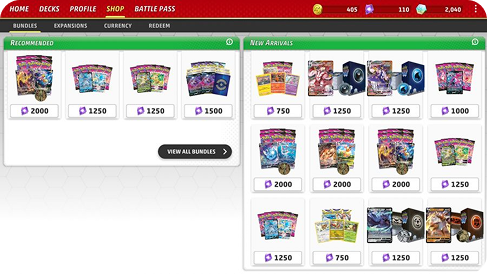 HOME DECKS PROFILE SHOP BATTLE PASS 405 110 2,040
BUNDLES EXPANSIONS CURRENCY REDEEM
RECOMMENDED
2000 1250 1250 1500
VIEW ALL BUNDLES
NEW ARRIVALS
750 1250 1250 1000
2000 2000 2000 1250
1250 750 1250 1250